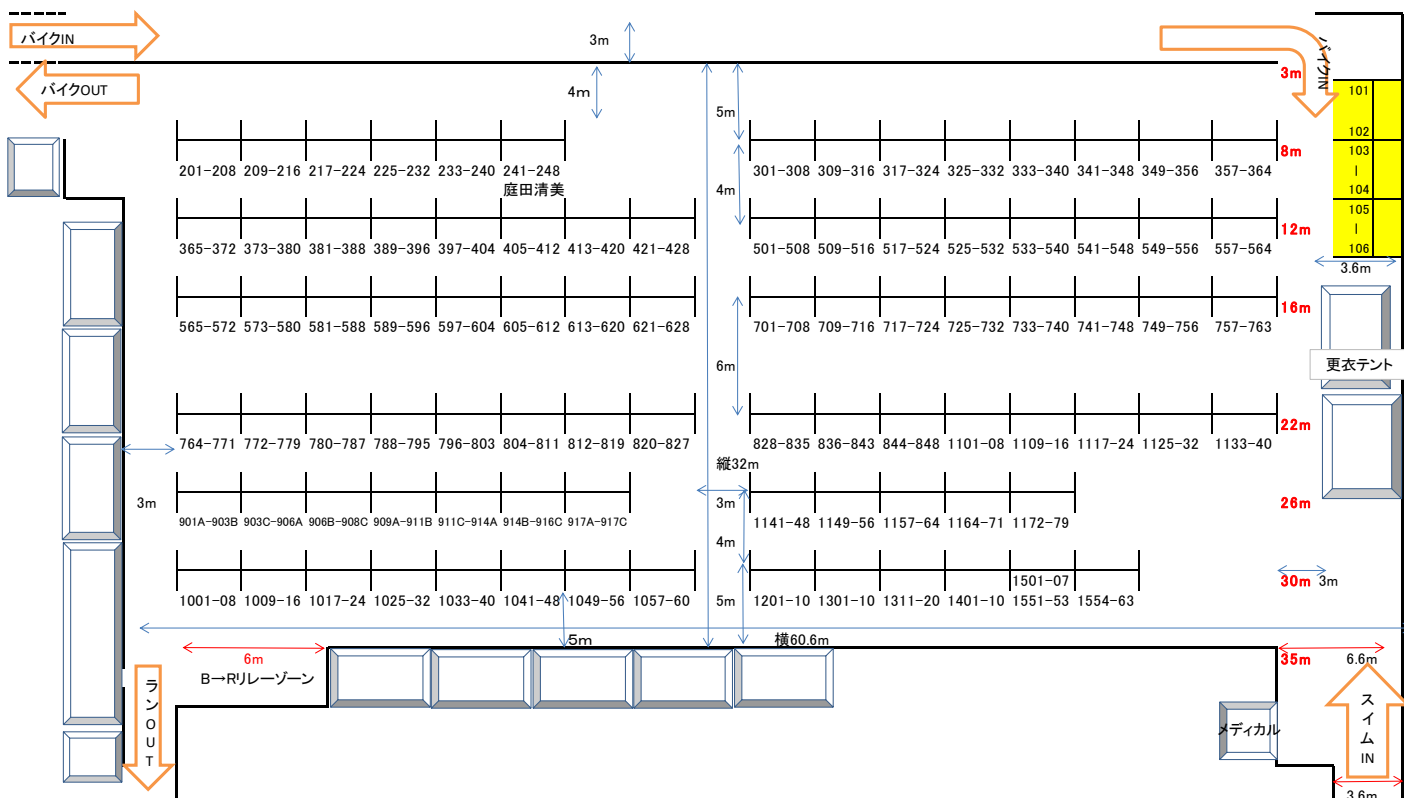 バイクIN
3m
バイクIN
3m
バイクOUT
4m
5m
101
102
8m
103
|
104
201-208 209-216 217-224 225-232 233-240 241-248
庭田清美
301-308 309-316 317-324 325-332 333-340 341-348 349-356 357-364
4m
12m
105
|
106
365-372 373-380 381-388 389-396 397-404 405-412 413-420 421-428
501-508 509-516 517-524 525-532 533-540 541-548 549-556 557-564
3.6m
16m
565-572 573-580 581-588 589-596 597-604 605-612 613-620 621-628
701-708 709-716 717-724 725-732 733-740 741-748 749-756 757-763
6m
更衣テント
22m
764-771 772-779 780-787 788-795 796-803 804-811 812-819 820-827
828-835 836-843 844-848 1101-08 1109-16 1117-24 1125-32 1133-40
縦32m
3m
3m
26m
901A-903B 903C-906A 906B-908C 909A-911B 911C-914A 914B-916C 917A-917C
1141-48 1149-56 1157-64 1164-71 1172-79
4m
30m
3m
1501-07
1001-08 1009-16 1017-24 1025-32 1033-40 1041-48 1049-56 1057-60
5m
1201-10 1301-10 1311-20 1401-10 1551-53 1554-63
5m
横60.6m
6m
35m
6.6m
B→Rリレーゾーン
ランOUT
メディカル
スイムIN
3.6m